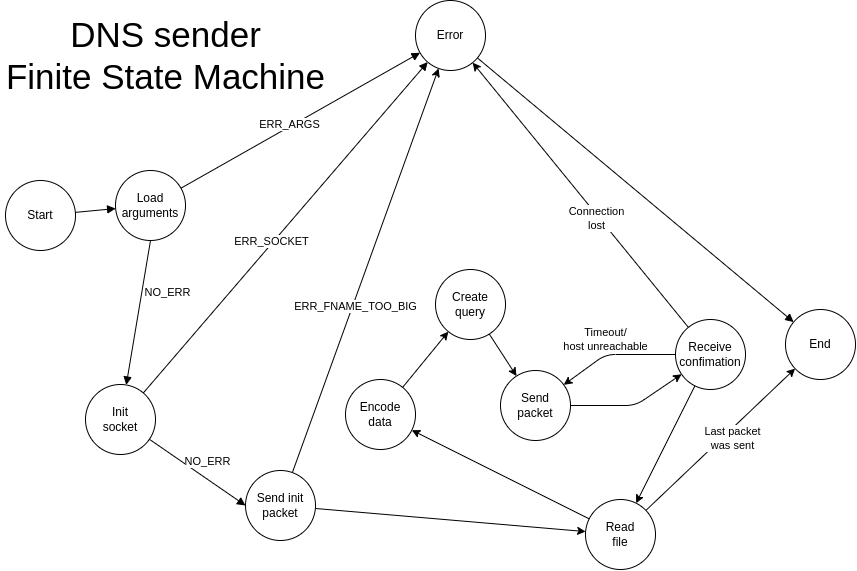 DNS sender
Finite State Machine
Error
ERR_ARGS
Load
arguments
Start
Connection
lost
ERR_SOCKET
NO_ERR
Create
query
ERR_FNAME_TOO_BIG
Timeout/
host unreachable
Receive
confimation
End
Send
packet
Encode
data
Init
socket
Last packet
was sent
NO_ERR
Send init
packet
Read
file